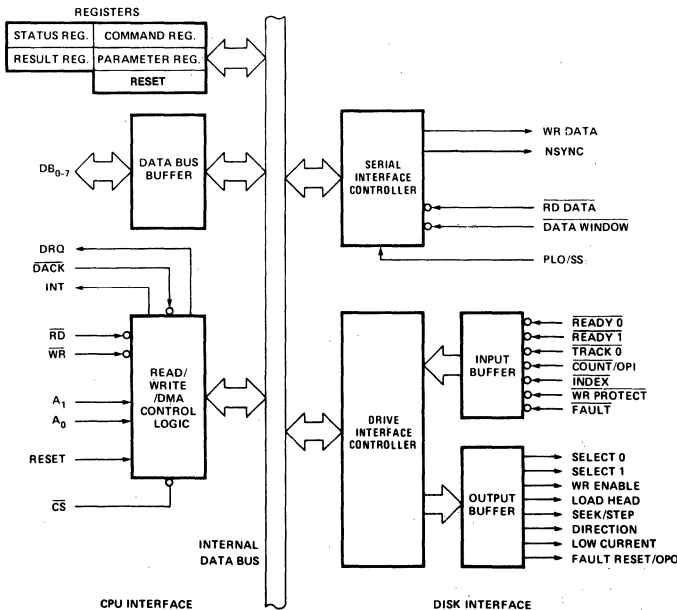 REGISTERS
STATUS REG. COMMAND REG.
RESULT REG. PARAMETER REG.
RESET
DB0-7
DATA BUS
BUFFER
DRQ
DACK
INT
RD
WR
A1
A0
RESET
CS
READ/
WRITE
/DMA
CONTROL
LOGIC
INTERNAL
DATA BUS
CPU INTERFACE
SERIAL
INTERFACE
CONTROLLER
WR DATA
NSYNC
RD DATA
DATA WINDOW
PLO/SS
DRIVE
INTERFACE
CONTROLLER
INPUT
BUFFER
READY 0
READY 1
TRACK 0
COUNT/OPI
INDEX
WR PROTECT
FAULT
OUTPUT
BUFFER
SELECT 0
SELECT 1
WR ENABLE
LOAD HEAD
SEEK/STEP
DIRECTION
LOW CURRENT
FAULT RESET/OPO
DISK INTERFACE